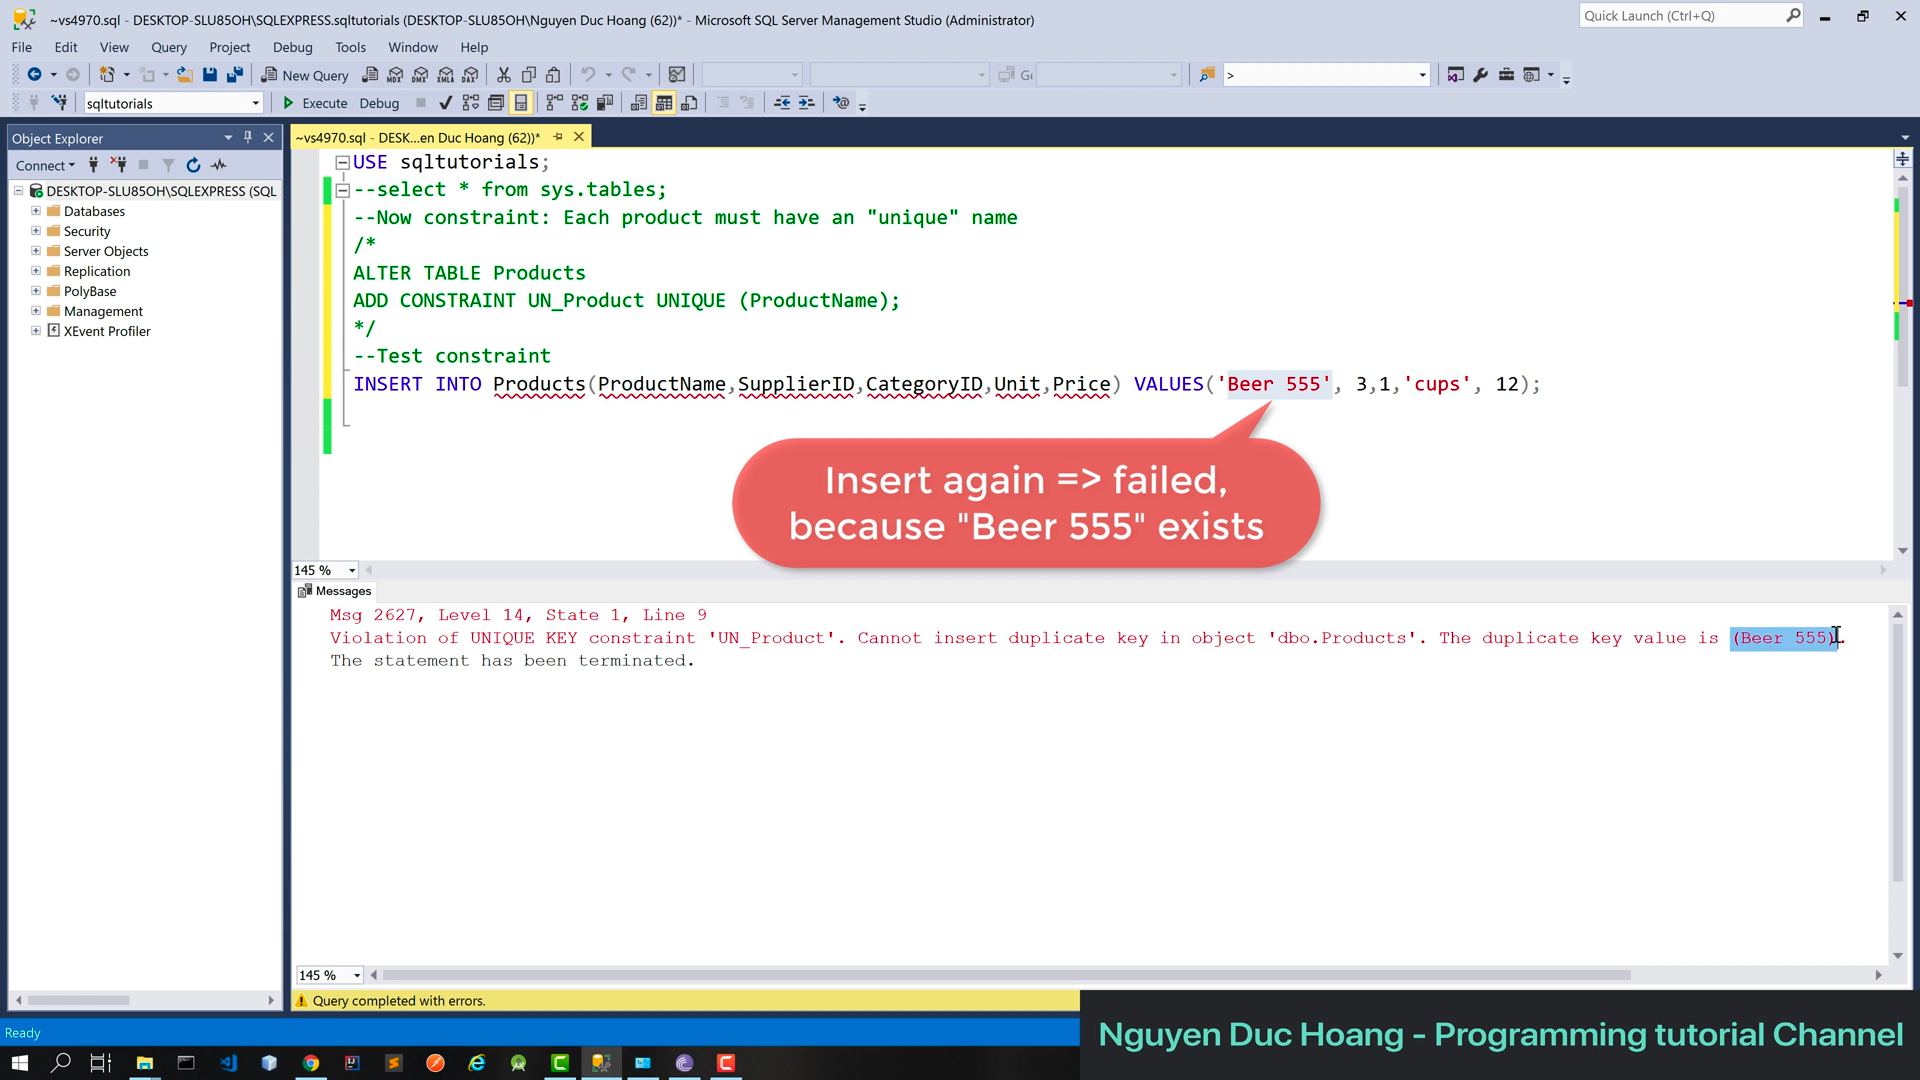 ~vs4970.sql - DESKTOP-SLU85OH\SQLEXPRESS.sqltutorials (DESKTOP-SLU85OH\Nguyen Duc Hoang (62))* - Microsoft SQL Server Management Studio (Administrator)
Quick Launch (Ctrl+Q)
File Edit View Query Project Debug Tools Window Help
New Query
MDX DMX XMLA DAX
>
sqltutorials
Execute Debug
Object Explorer
~vs4970.sql - DESK...en Duc Hoang (62))*
Connect
DESKTOP-SLU85OH\SQLEXPRESS (SQL
Databases
Security
Server Objects
Replication
PolyBase
Management
XEvent Profiler
USE sqltutorials;
--select * from sys.tables;
--Now constraint: Each product must have an "unique" name
/*
ALTER TABLE Products
ADD CONSTRAINT UN_Product UNIQUE (ProductName);
*/
--Test constraint
INSERT INTO Products(ProductName,SupplierID,CategoryID,Unit,Price) VALUES('Beer 555', 3,1,'cups', 12);
Insert again => failed,
because "Beer 555" exists
145 %
Messages
Msg 2627, Level 14, State 1, Line 9
Violation of UNIQUE KEY constraint 'UN_Product'. Cannot insert duplicate key in object 'dbo.Products'. The duplicate key value is (Beer 555).
The statement has been terminated.
145 %
Query completed with errors.
Ready
Nguyen Duc Hoang - Programming tutorial Channel